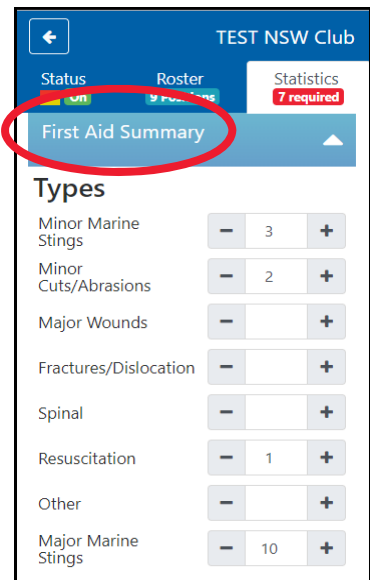 TEST NSW Club
Status Roster Statistics
On 9 Positions 7 required
First Aid Summary
Types
Minor Marine
Stings
− 3 +
Minor
Cuts/Abrasions
− 2 +
Major Wounds − +
Fractures/Dislocation − +
Spinal − +
Resuscitation − 1 +
Other − +
Major Marine
Stings
− 10 +